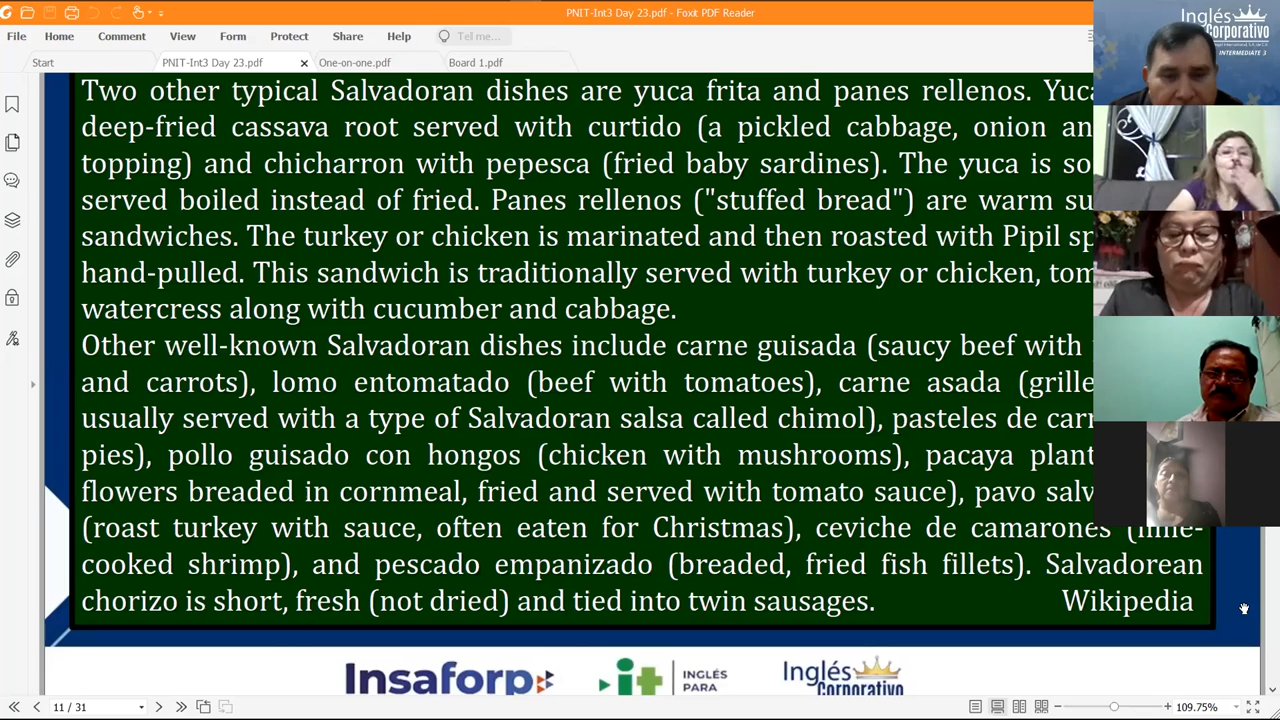 PNIT-Int3 Day 23.pdf - Foxit PDF Reader
File Home Comment View Form Protect Share Help Tell me...
Start PNIT-Int3 Day 23.pdf One-on-one.pdf Board 1.pdf
Inglés
Corporativo
INTERMEDIATE 3
Two other typical Salvadoran dishes are yuca frita and panes rellenos. Yuca
deep-fried cassava root served with curtido (a pickled cabbage, onion an
topping) and chicharron with pepesca (fried baby sardines). The yuca is so
served boiled instead of fried. Panes rellenos ("stuffed bread") are warm su
sandwiches. The turkey or chicken is marinated and then roasted with Pipil sp
hand-pulled. This sandwich is traditionally served with turkey or chicken, tom
watercress along with cucumber and cabbage.
Other well-known Salvadoran dishes include carne guisada (saucy beef with
and carrots), lomo entomatado (beef with tomatoes), carne asada (grille
usually served with a type of Salvadoran salsa called chimol), pasteles de carn
pies), pollo guisado con hongos (chicken with mushrooms), pacaya plant
flowers breaded in cornmeal, fried and served with tomato sauce), pavo salv
(roast turkey with sauce, often eaten for Christmas), ceviche de camarones (lime-
cooked shrimp), and pescado empanizado (breaded, fried fish fillets). Salvadorean
chorizo is short, fresh (not dried) and tied into twin sausages. Wikipedia
Insaforp it INGLÉS PARA Inglés Corporativo
11 / 31 109.75%